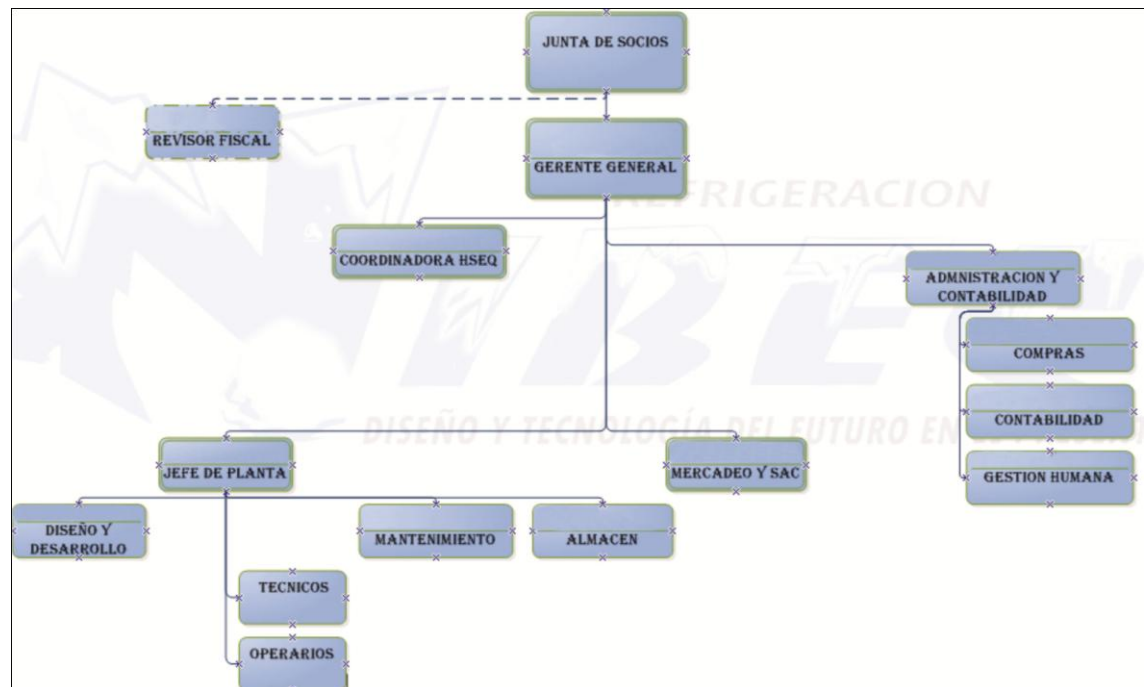 JUNTA DE SOCIOS
REVISOR FISCAL
GERENTE GENERAL
REFRIGERACION
COORDINADORA HSEQ
ADMNISTRACION Y
CONTABILIDAD
COMPRAS
CONTABILIDAD
DISEÑO Y TECNOLOGÍA DEL FUTURO EN
JEFE DE PLANTA
MERCADEO Y SAC
GESTION HUMANA
DISEÑO Y
DESARROLLO
MANTENIMIENTO
ALMACEN
TECNICOS
OPERARIOS